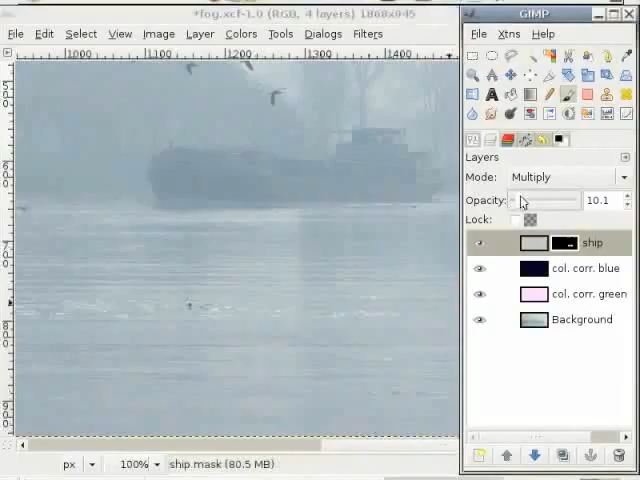 *fog.xcf-1.0 (RGB, 4 layers) 1868x945
GIMP
File Edit Select View Image Layer Colors Tools Dialogs Filters
File Xtns Help
1000 1100 1200 1300 1400
Layers
Mode: Multiply
Opacity: 10.1
Lock:
ship
col. corr. blue
col. corr. green
Background
px 100% ship.mask (80.5 MB)